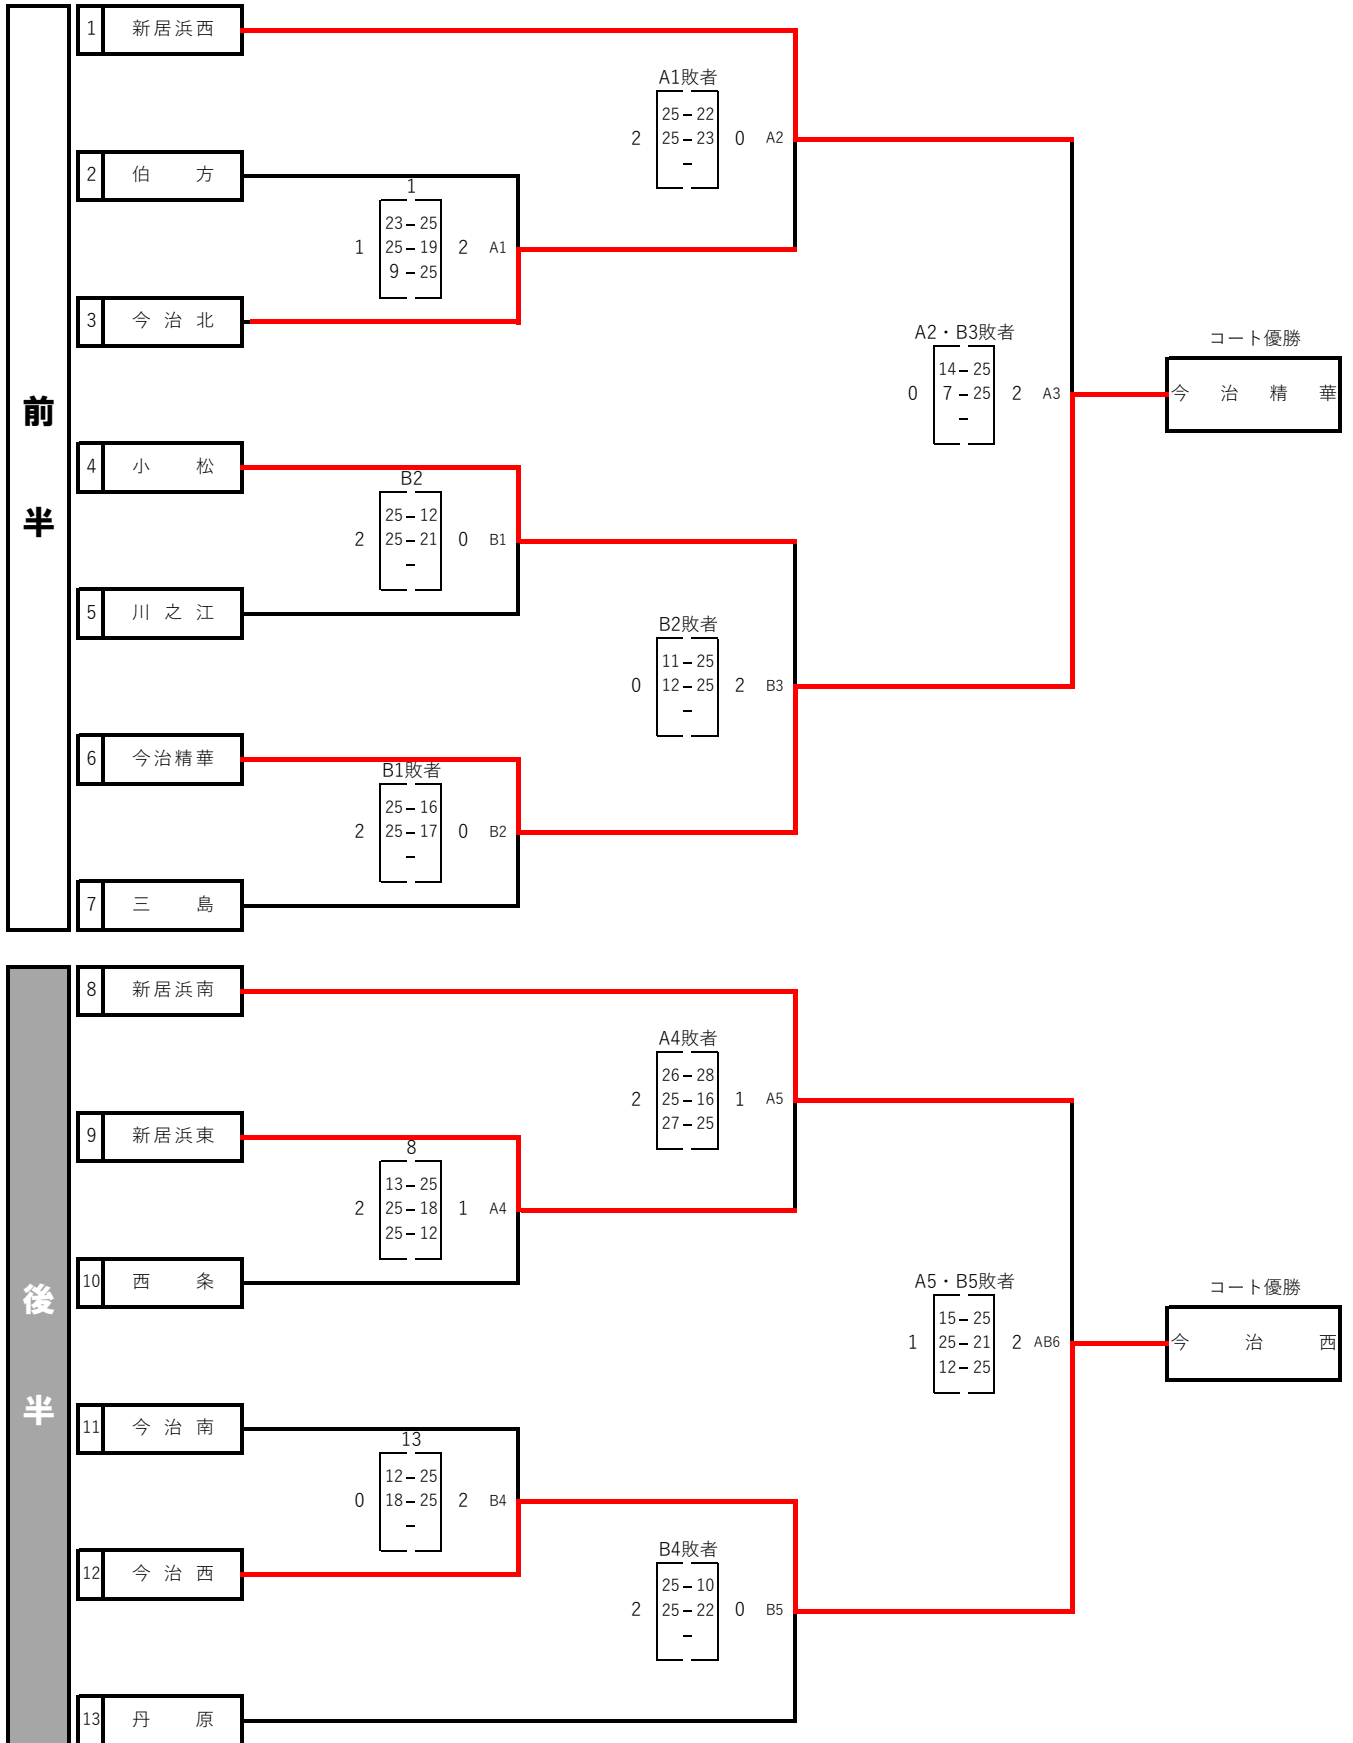 前半
1 新居浜西
A1敗者
25-22
2 25-23 0 A2
-
2 伯方
1
23-25
1 25-19 2 A1
9-25
3 今治北
A2・B3敗者
14-25
0 7-25 2 A3
-
コート優勝
今治精華
4 小松
B2
25-12
2 25-21 0 B1
-
5 川之江
B2敗者
11-25
0 12-25 2 B3
-
6 今治精華
B1敗者
25-16
2 25-17 0 B2
-
7 三島
後半
8 新居浜南
A4敗者
26-28
2 25-16 1 A5
27-25
9 新居浜東
8
13-25
2 25-18 1 A4
25-12
10 西条
A5・B5敗者
15-25
1 25-21 2 AB6
12-25
コート優勝
今治西
11 今治南
13
12-25
0 18-25 2 B4
-
12 今治西
B4敗者
25-10
2 25-22 0 B5
-
13 丹原